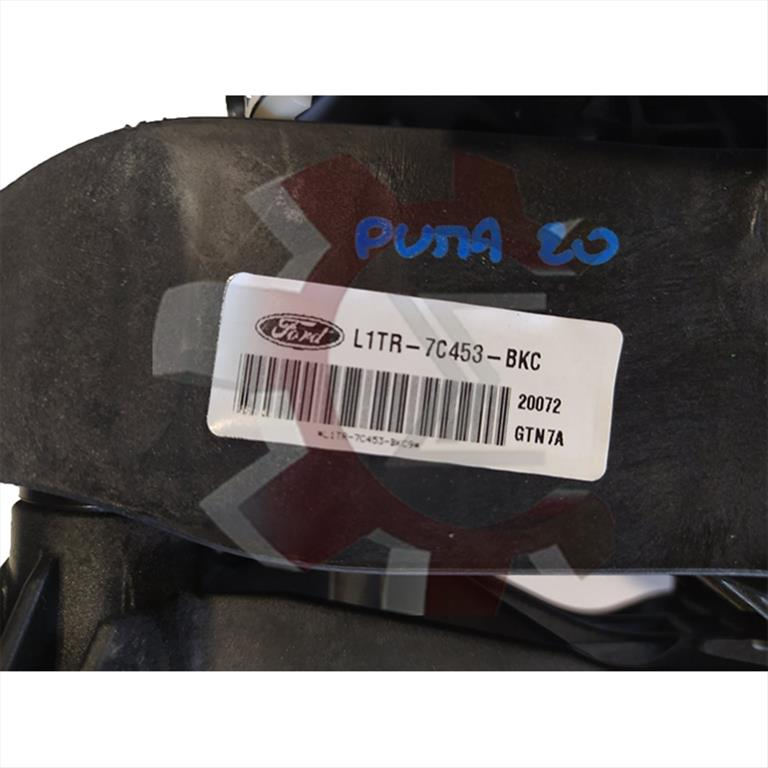 PUMA 20
Ford
L1TR-7C453-BKC
20072
GTN7A
*L1TR-7C453-BKC9*